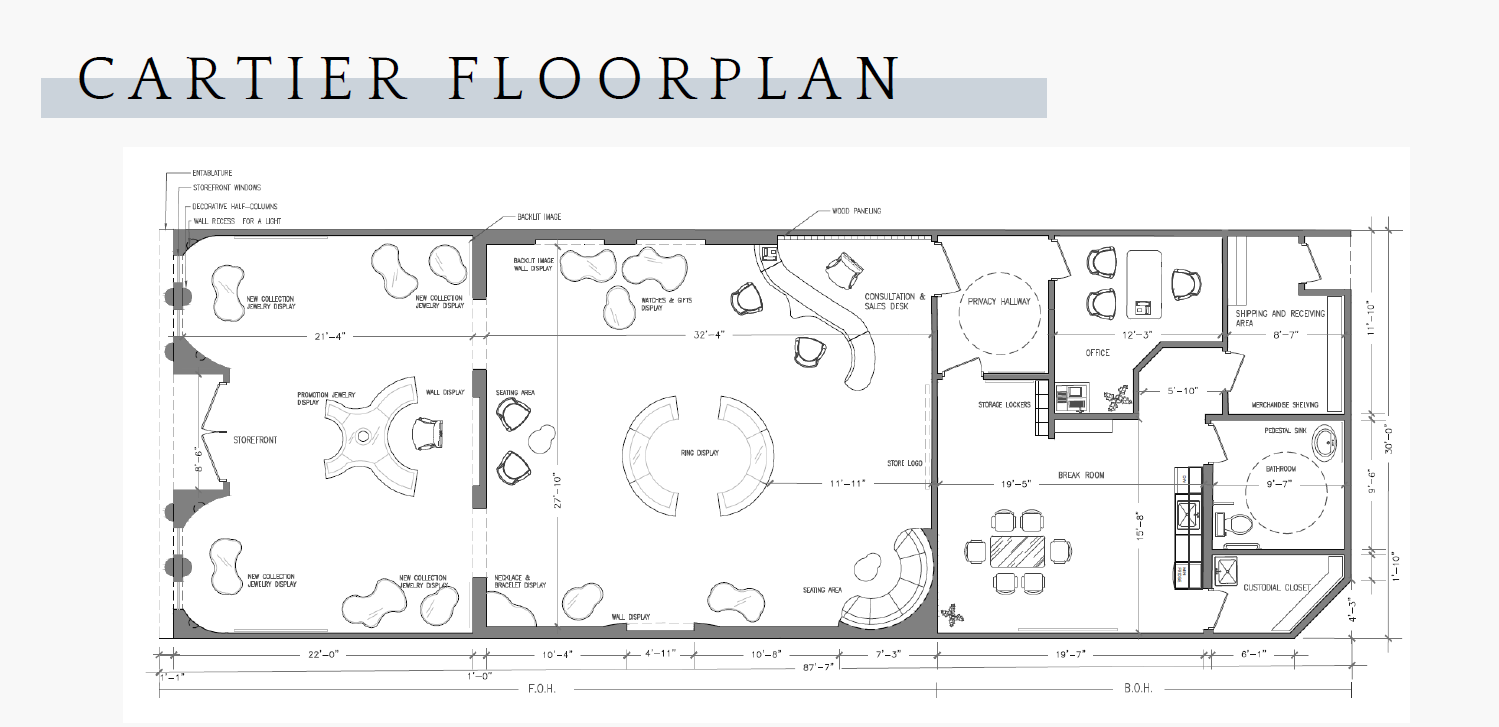 CARTIER FLOORPLAN
ENTABLATURE
STOREFRONT WINDOWS
DECORATIVE HALF-COLUMNS
WALL RECESS FOR A LIGHT
BACKLIT IMAGE
WOOD PANELING
BACKLIT IMAGE
WALL DISPLAY
NEW COLLECTION
JEWELRY DISPLAY
NEW COLLECTION
JEWELRY DISPLAY
WATCHES & GIFTS
DISPLAY
CONSULTATION &
SALES DESK
PRIVACY HALLWAY
SHIPPING AND RECEIVING
AREA
11'-10"
21'-4"
32'-4"
12'-3"
8'-7"
OFFICE
PROMOTION JEWELRY
DISPLAY
WALL DISPLAY
SEATING AREA
5'-10"
STORAGE LOCKERS
MERCHANDISE SHELVING
STOREFRONT
8'-6"
RING DISPLAY
STORE LOGO
PEDESTAL SINK
30'-0"
27'-10"
11'-11"
19'-5"
BREAK ROOM
BATHROOM
9'-7"
9'-6"
15'-8"
NEW COLLECTION
JEWELRY DISPLAY
NEW COLLECTION
JEWELRY DISPLAY
NECKLACE &
BRACELET DISPLAY
SEATING AREA
CUSTODIAL CLOSET
1'-10"
4'-3"
WALL DISPLAY
22'-0"
10'-4"
4'-11"
10'-8"
7'-3"
19'-7"
6'-1"
1'-1"
1'-0"
87'-7"
F.O.H.
B.O.H.